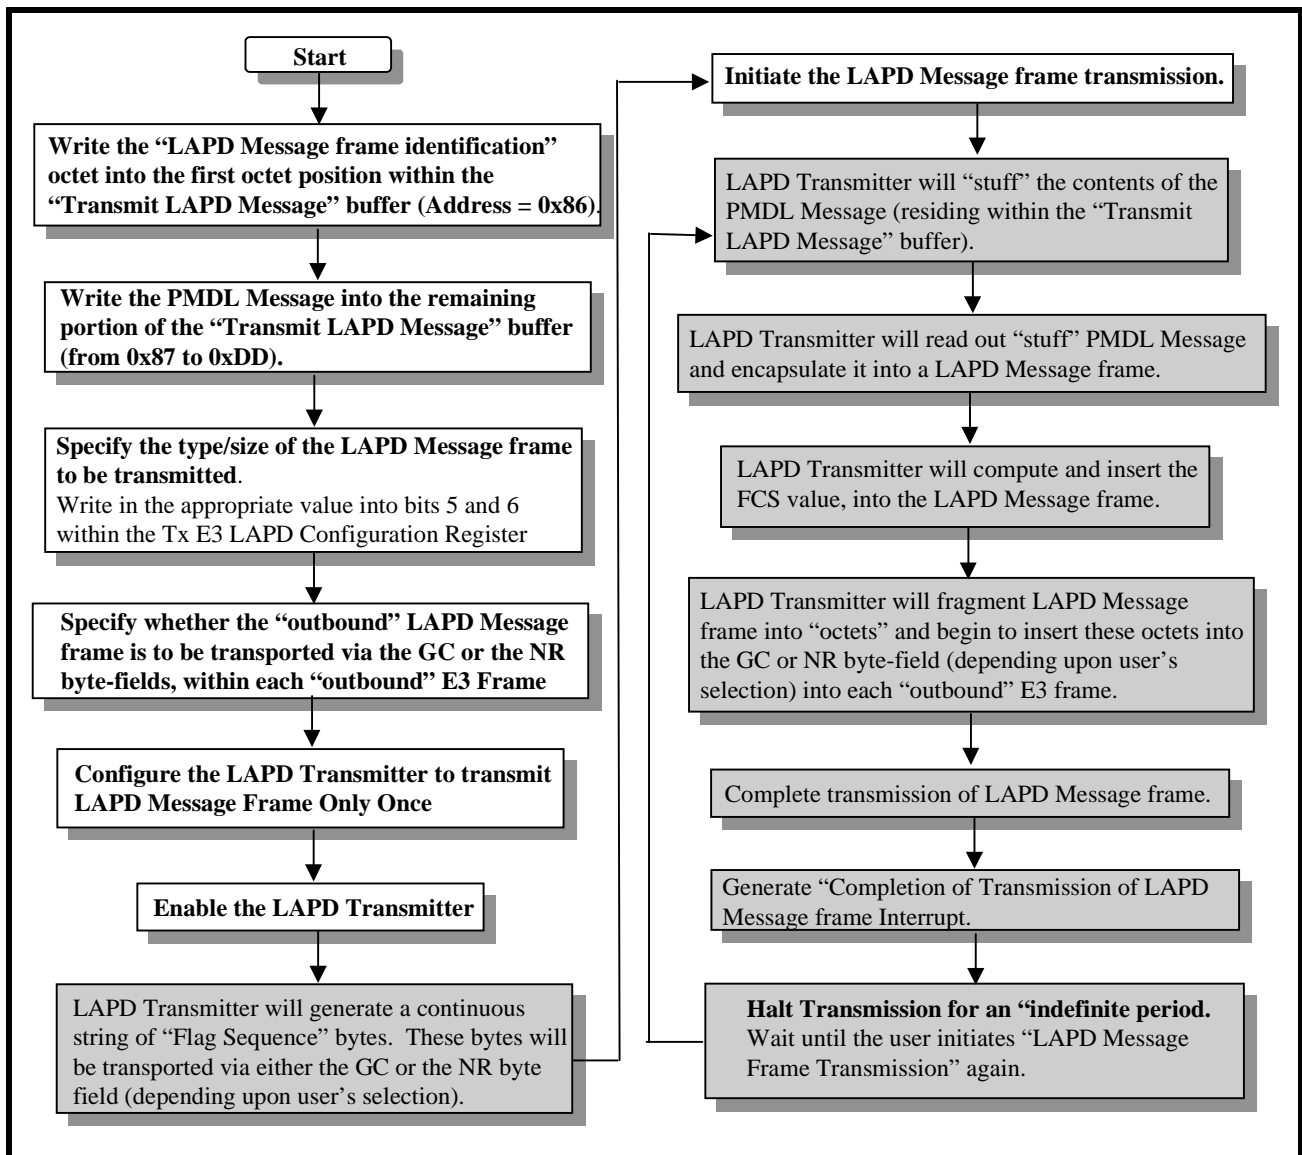 Start
Write the “LAPD Message frame identification”
octet into the first octet position within the
“Transmit LAPD Message” buffer (Address = 0x86).
Write the PMDL Message into the remaining
portion of the “Transmit LAPD Message” buffer
(from 0x87 to 0xDD).
Specify the type/size of the LAPD Message frame
to be transmitted.
Write in the appropriate value into bits 5 and 6
within the Tx E3 LAPD Configuration Register
Specify whether the “outbound” LAPD Message
frame is to be transported via the GC or the NR
byte-fields, within each “outbound” E3 Frame
Configure the LAPD Transmitter to transmit
LAPD Message Frame Only Once
Enable the LAPD Transmitter
LAPD Transmitter will generate a continuous
string of “Flag Sequence” bytes.  These bytes will
be transported via either the GC or the NR byte
field (depending upon user’s selection).
Initiate the LAPD Message frame transmission.
LAPD Transmitter will “stuff” the contents of the
PMDL Message (residing within the “Transmit
LAPD Message” buffer).
LAPD Transmitter will read out “stuff” PMDL Message
and encapsulate it into a LAPD Message frame.
LAPD Transmitter will compute and insert the
FCS value, into the LAPD Message frame.
LAPD Transmitter will fragment LAPD Message
frame into “octets” and begin to insert these octets into
the GC or NR byte-field (depending upon user’s
selection) into each “outbound” E3 frame.
Complete transmission of LAPD Message frame.
Generate “Completion of Transmission of LAPD
Message frame Interrupt.
Halt Transmission for an “indefinite period.
Wait until the user initiates “LAPD Message
Frame Transmission” again.